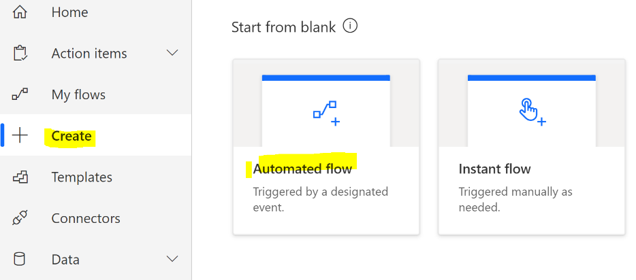 Home
Action items
My flows
Create
Templates
Connectors
Data
Start from blank
Automated flow
Triggered by a designated
event.
Instant flow
Triggered manually as
needed.